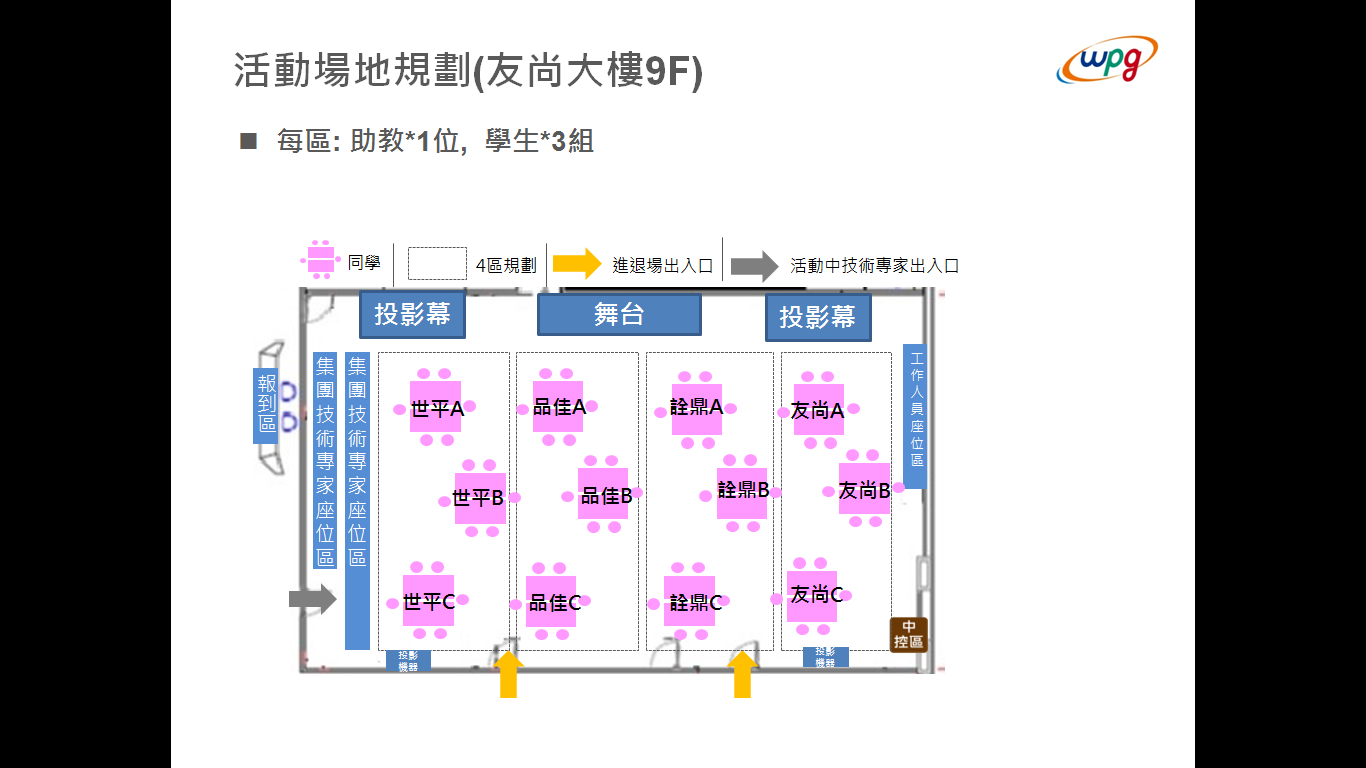 活動場地規劃(友尚大樓9F)
wpg
■ 每區: 助教*1位, 學生*3組
同學
4區規劃
進退場出入口
活動中技術專家出入口
投影幕
舞台
投影幕
報到區
集團技術專家座位區
集團技術專家座位區
工作人員座位區
世平A
品佳A
詮鼎A
友尚A
世平B
品佳B
詮鼎B
友尚B
世平C
品佳C
詮鼎C
友尚C
中
控區
投影
機器
投影
機器